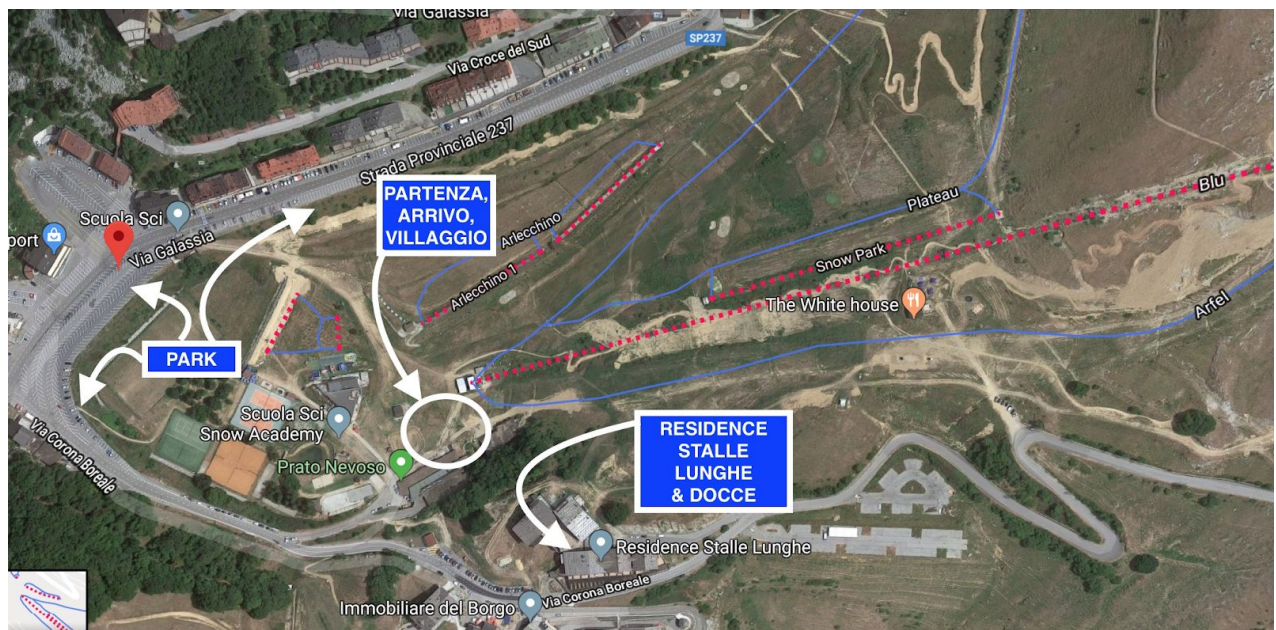 Via Galassia
SP237
Via Croce del Sud
Strada Provinciale 237
PARTENZA,
ARRIVO,
VILLAGGIO
Scuola Sci
port
Via Galassia
Arlecchino
Arlecchino 1
Plateau
Snow Park
Blu
The White house
Arfel
PARK
Scuola Sci
Snow Academy
Prato Nevoso
Via Corona Boreale
RESIDENCE
STALLE
LUNGHE
& DOCCE
Residence Stalle Lunghe
Via Corona Boreale
Immobiliare del Borgo